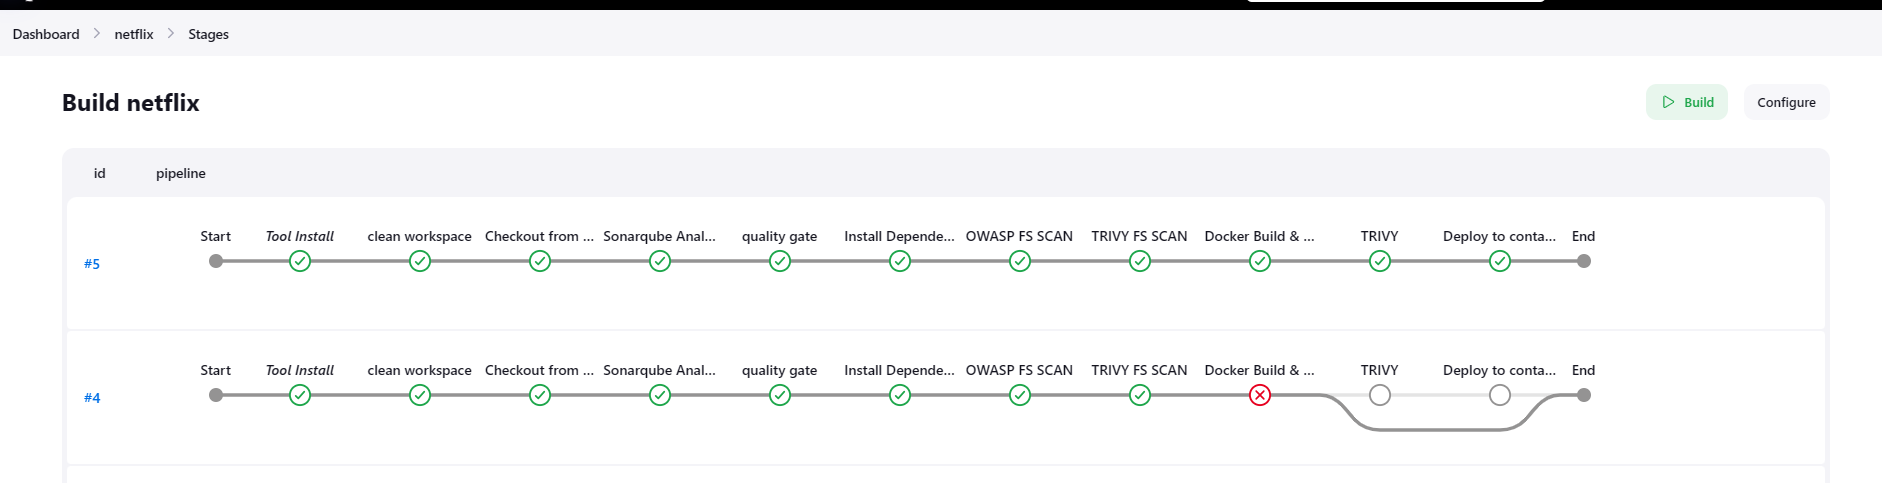 Dashboard netflix Stages
Build netflix
Build Configure
id pipeline
Start Tool Install clean workspace Checkout from ... Sonarqube Anal... quality gate Install Depende... OWASP FS SCAN TRIVY FS SCAN Docker Build & ... TRIVY Deploy to conta... End
#5
Start Tool Install clean workspace Checkout from ... Sonarqube Anal... quality gate Install Depende... OWASP FS SCAN TRIVY FS SCAN Docker Build & ... TRIVY Deploy to conta... End
#4